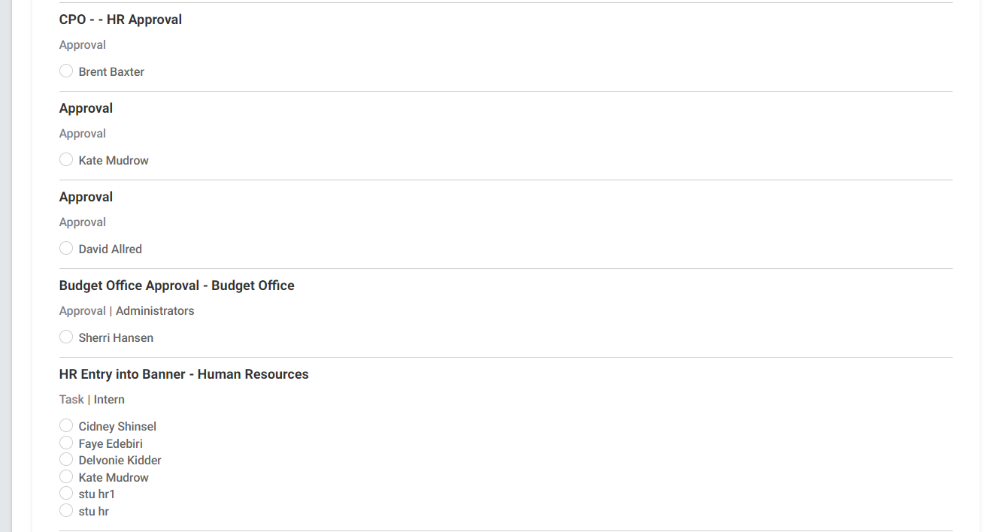 CPO - - HR Approval
Approval
Brent Baxter
Approval
Approval
Kate Mudrow
Approval
Approval
David Allred
Budget Office Approval - Budget Office
Approval | Administrators
Sherri Hansen
HR Entry into Banner - Human Resources
Task | Intern
Cidney Shinsel
Faye Edebiri
Delvonie Kidder
Kate Mudrow
stu hr1
stu hr